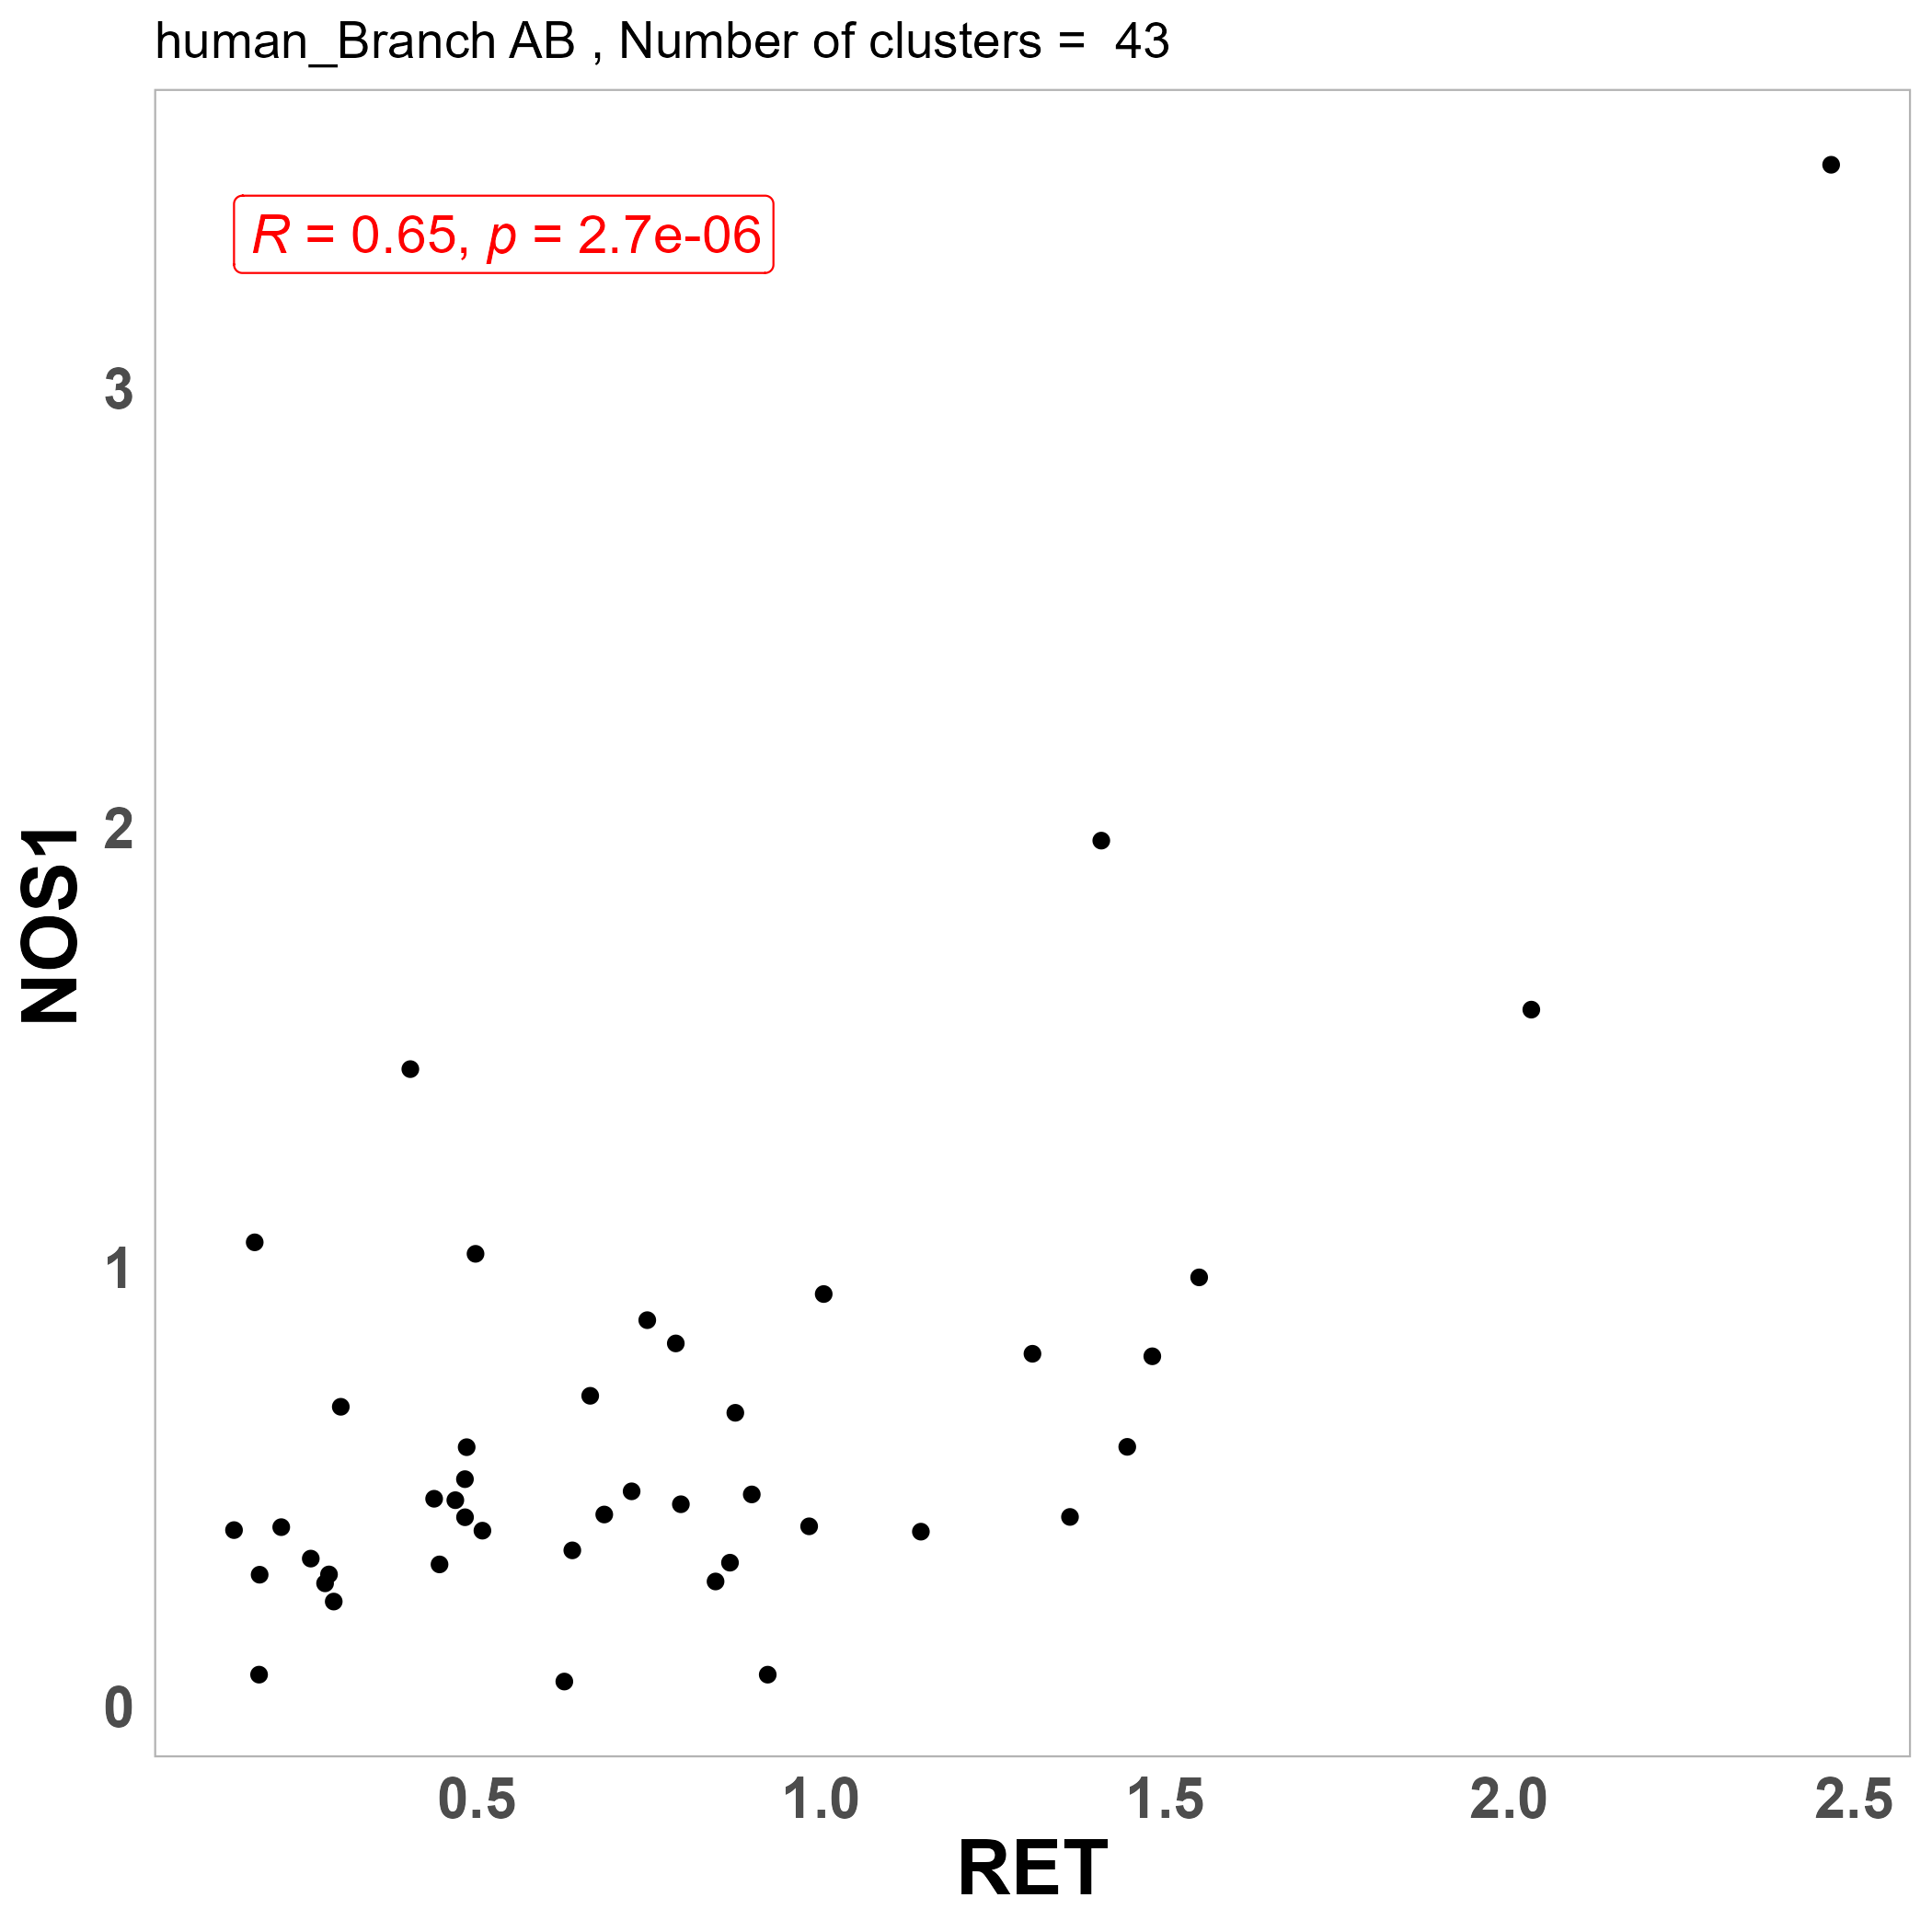 human_Branch AB , Number of clusters =  43
R = 0.65, p = 2.7e-06
3
2
1
0
NOS1
0.5 1.0 1.5 2.0 2.5
RET